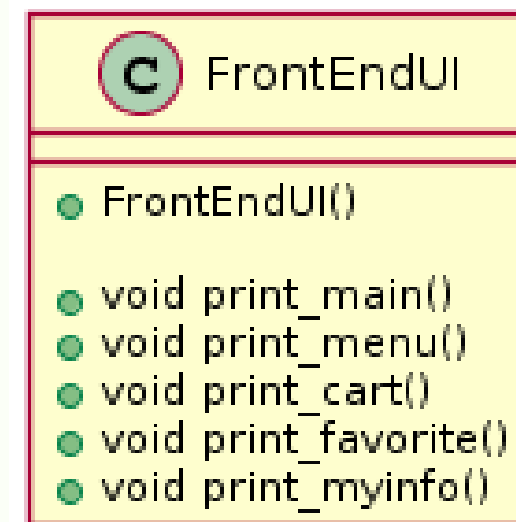 C FrontEndUI
FrontEndUI()
void print_main()
void print_menu()
void print_cart()
void print_favorite()
void print_myinfo()